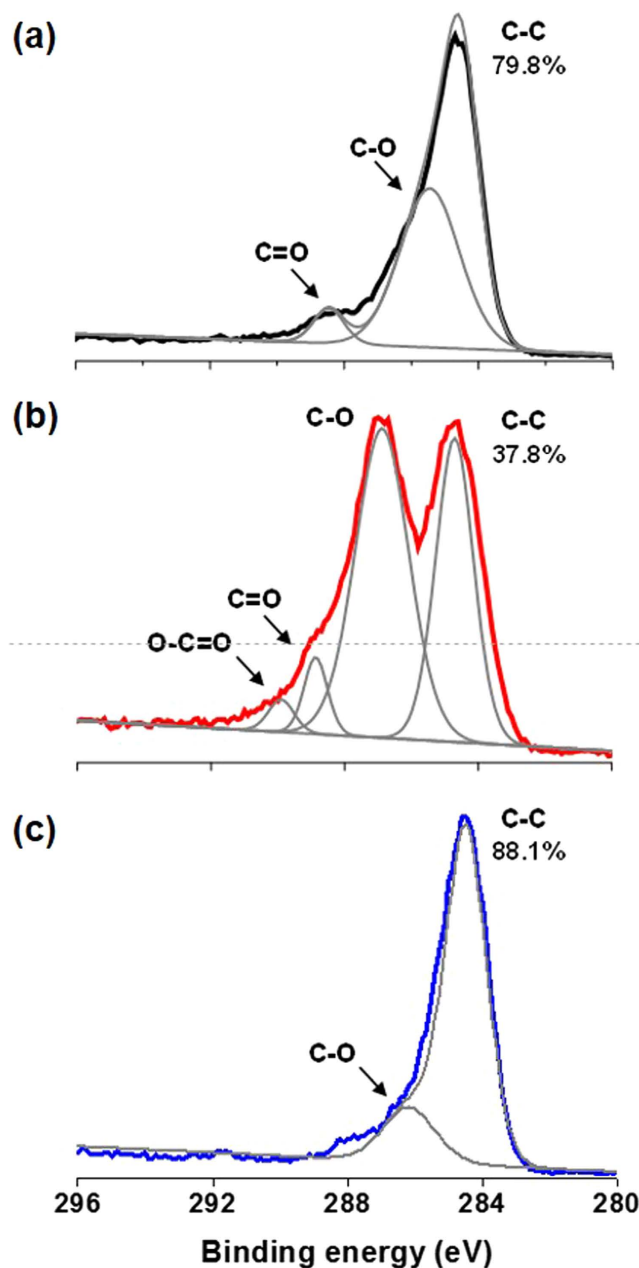 (a)
C-C
79.8%
C-O
C=O
(b)
C-O
C-C
37.8%
C=O
O-C=O
(c)
C-C
88.1%
C-O
296 292 288 284 280
Binding energy (eV)